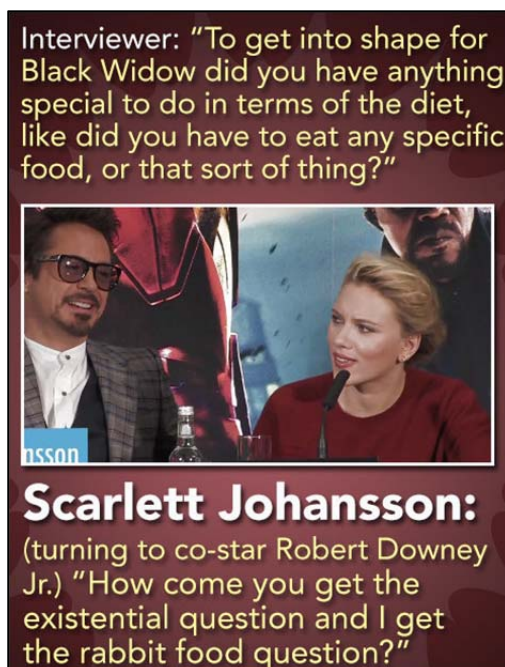 Interviewer: “To get into shape for
Black Widow did you have anything
special to do in terms of the diet,
like did you have to eat any specific
food, or that sort of thing?”
nsson
Scarlett Johansson:
(turning to co-star Robert Downey
Jr.) “How come you get the
existential question and I get
the rabbit food question?”